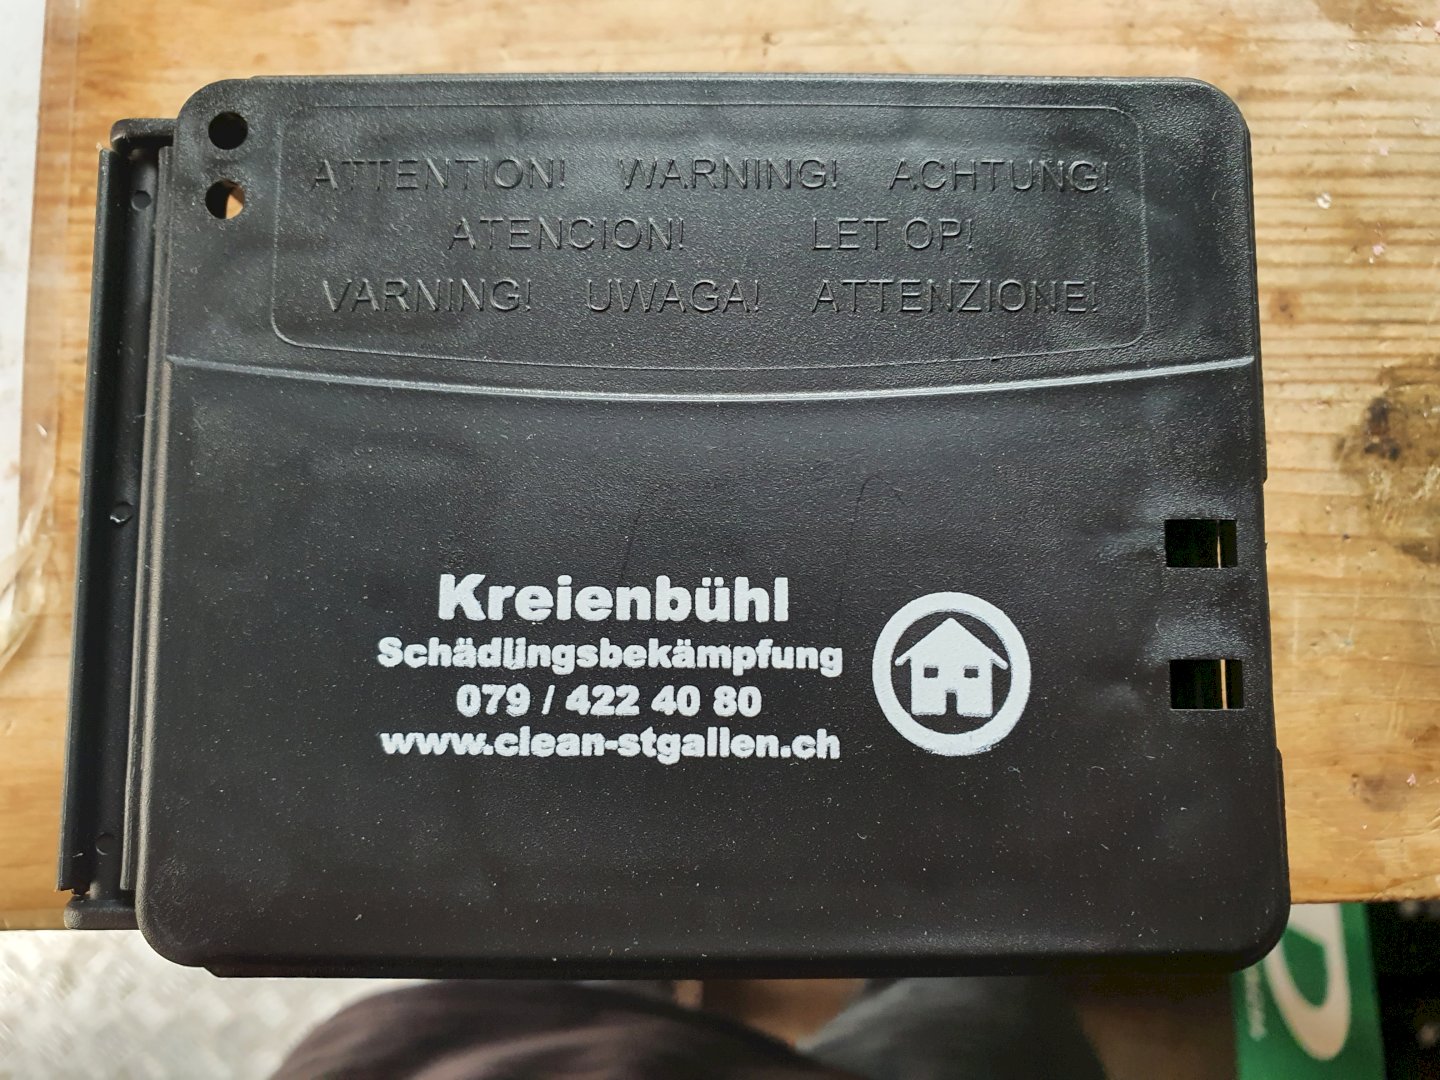 ATTENTION! WARNING! ACHTUNG!
ATENCION! LET OP!
VARNING! UWAGA! ATTENZIONE!
Kreienbühl
Schädlingsbekämpfung
079 / 422 40 80
www.clean-stgallen.ch